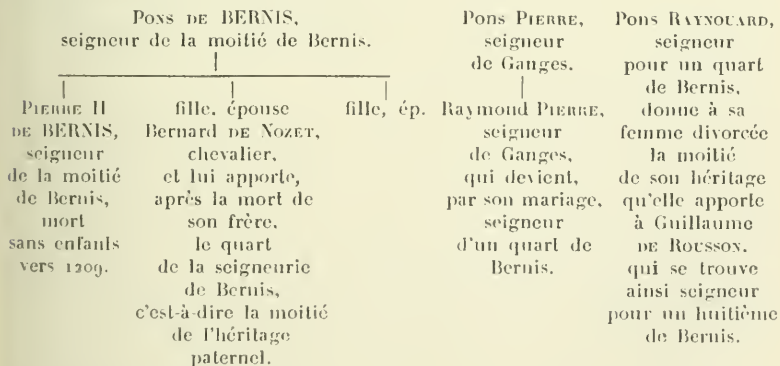 Pons de BERNIS,
seigneur de la moitié de Bernis.
Pierre II
de BERNIS,
seigneur
de la moitié
de Bernis,
mort
sans enfants
vers 1209.
fille, épouse
Bernard de Nozet,
chevalier,
et lui apporte,
après la mort de
son frère,
le quart
de la seigneurie
de Bernis,
c'est-à-dire la moitié
de l'héritage
paternel.
fille, ép.
Pons Pierre,
seigneur
de Ganges.
Raymond Pierre,
seigneur
de Ganges,
qui devient,
par son mariage,
seigneur
d'un quart de
Bernis.
Pons Raynouard,
seigneur
pour un quart
de Bernis,
donne à sa
femme divorcée
la moitié
de son héritage
qu'elle apporte
à Guillaume
de Rousson,
qui se trouve
ainsi seigneur
pour un huitième
de Bernis.